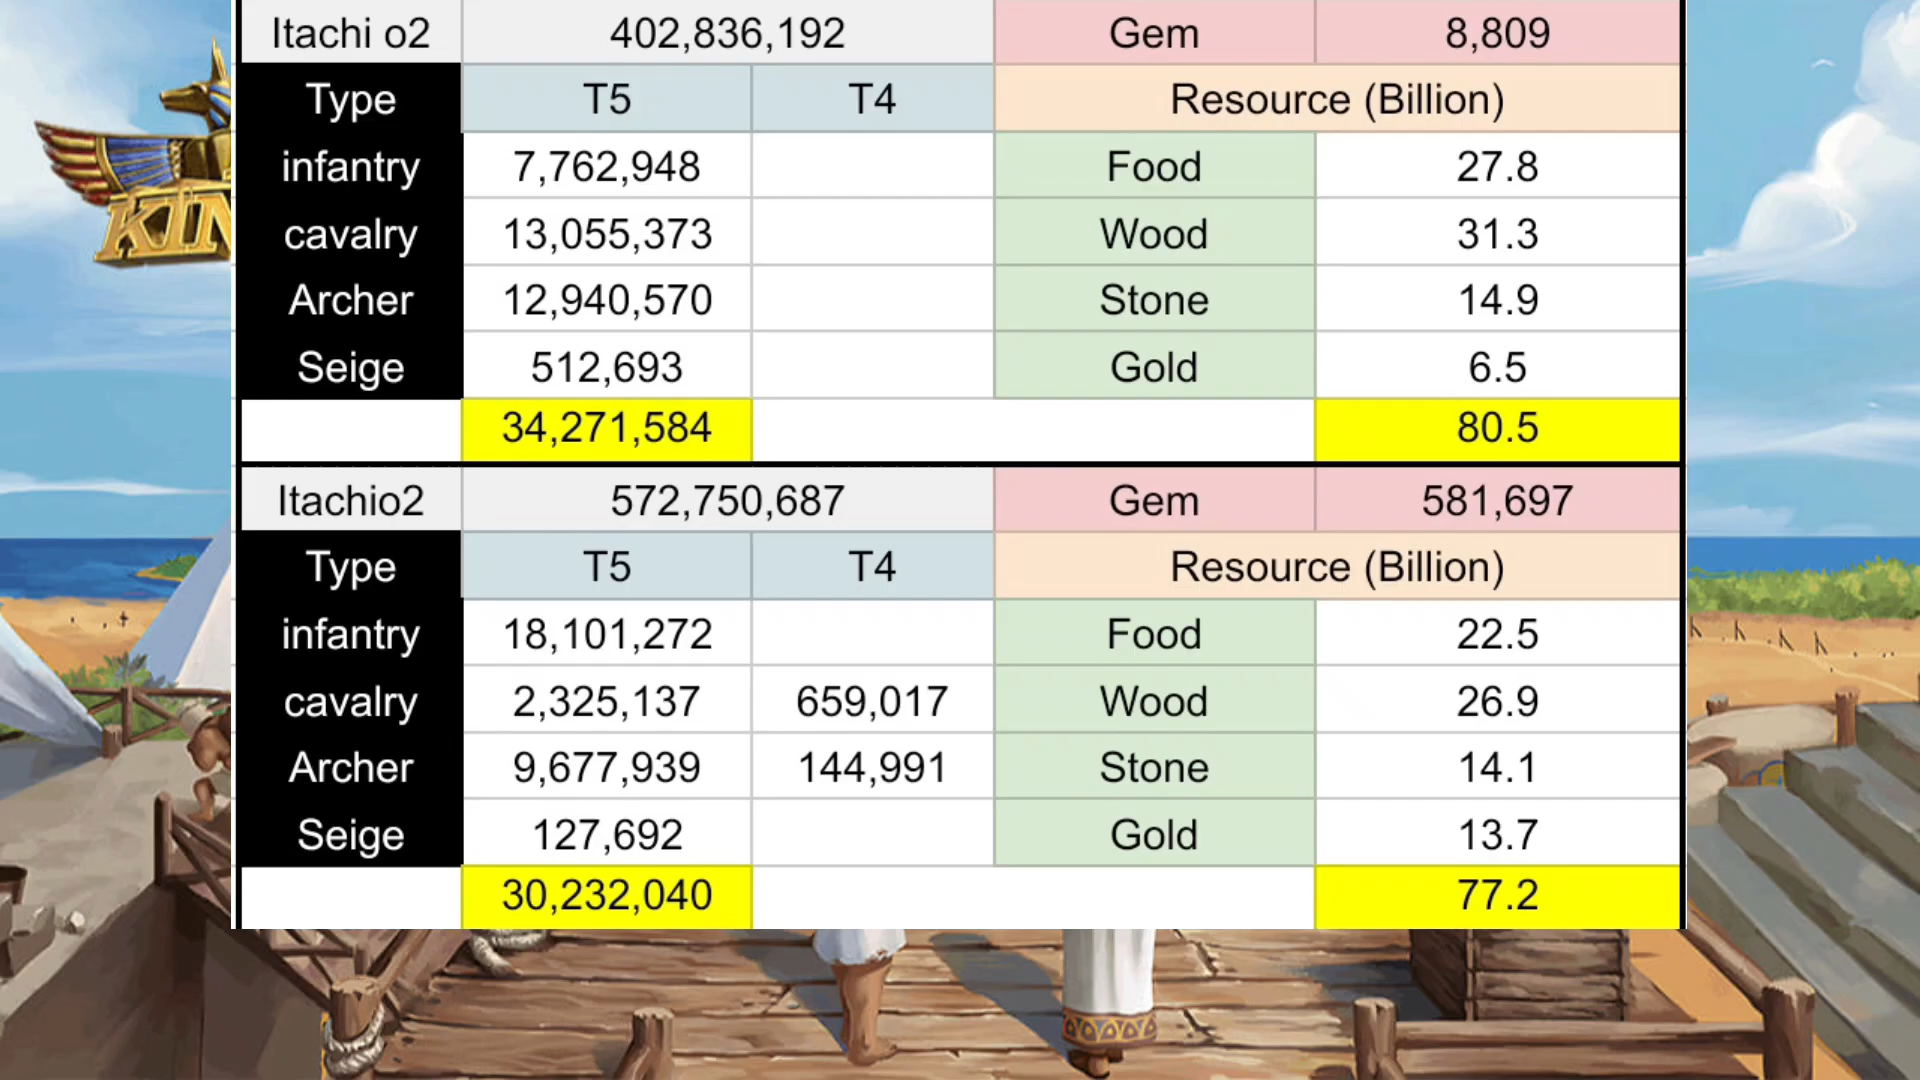 KIN
Itachi o2 402,836,192 Gem 8,809
Type T5 T4 Resource (Billion)
infantry 7,762,948 Food 27.8
cavalry 13,055,373 Wood 31.3
Archer 12,940,570 Stone 14.9
Seige 512,693 Gold 6.5
34,271,584 80.5
Itachio2 572,750,687 Gem 581,697
Type T5 T4 Resource (Billion)
infantry 18,101,272 Food 22.5
cavalry 2,325,137 659,017 Wood 26.9
Archer 9,677,939 144,991 Stone 14.1
Seige 127,692 Gold 13.7
30,232,040 77.2